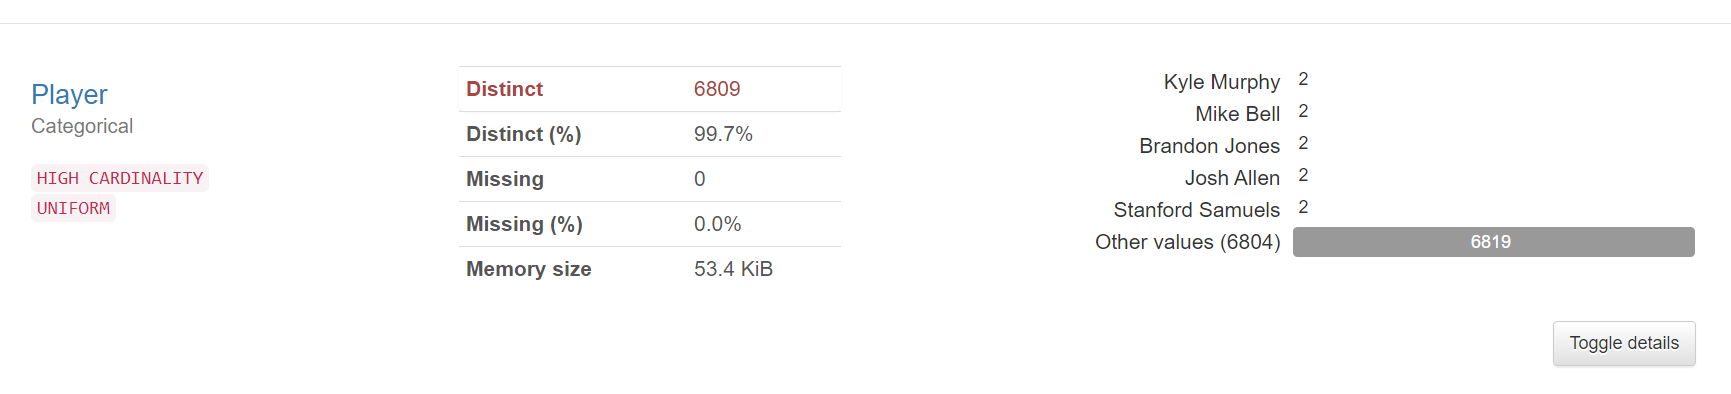 Player
Categorical
HIGH CARDINALITY
UNIFORM
Distinct 6809
Distinct (%) 99.7%
Missing 0
Missing (%) 0.0%
Memory size 53.4 KiB
Kyle Murphy 2
Mike Bell 2
Brandon Jones 2
Josh Allen 2
Stanford Samuels 2
Other values (6804) 6819
Toggle details